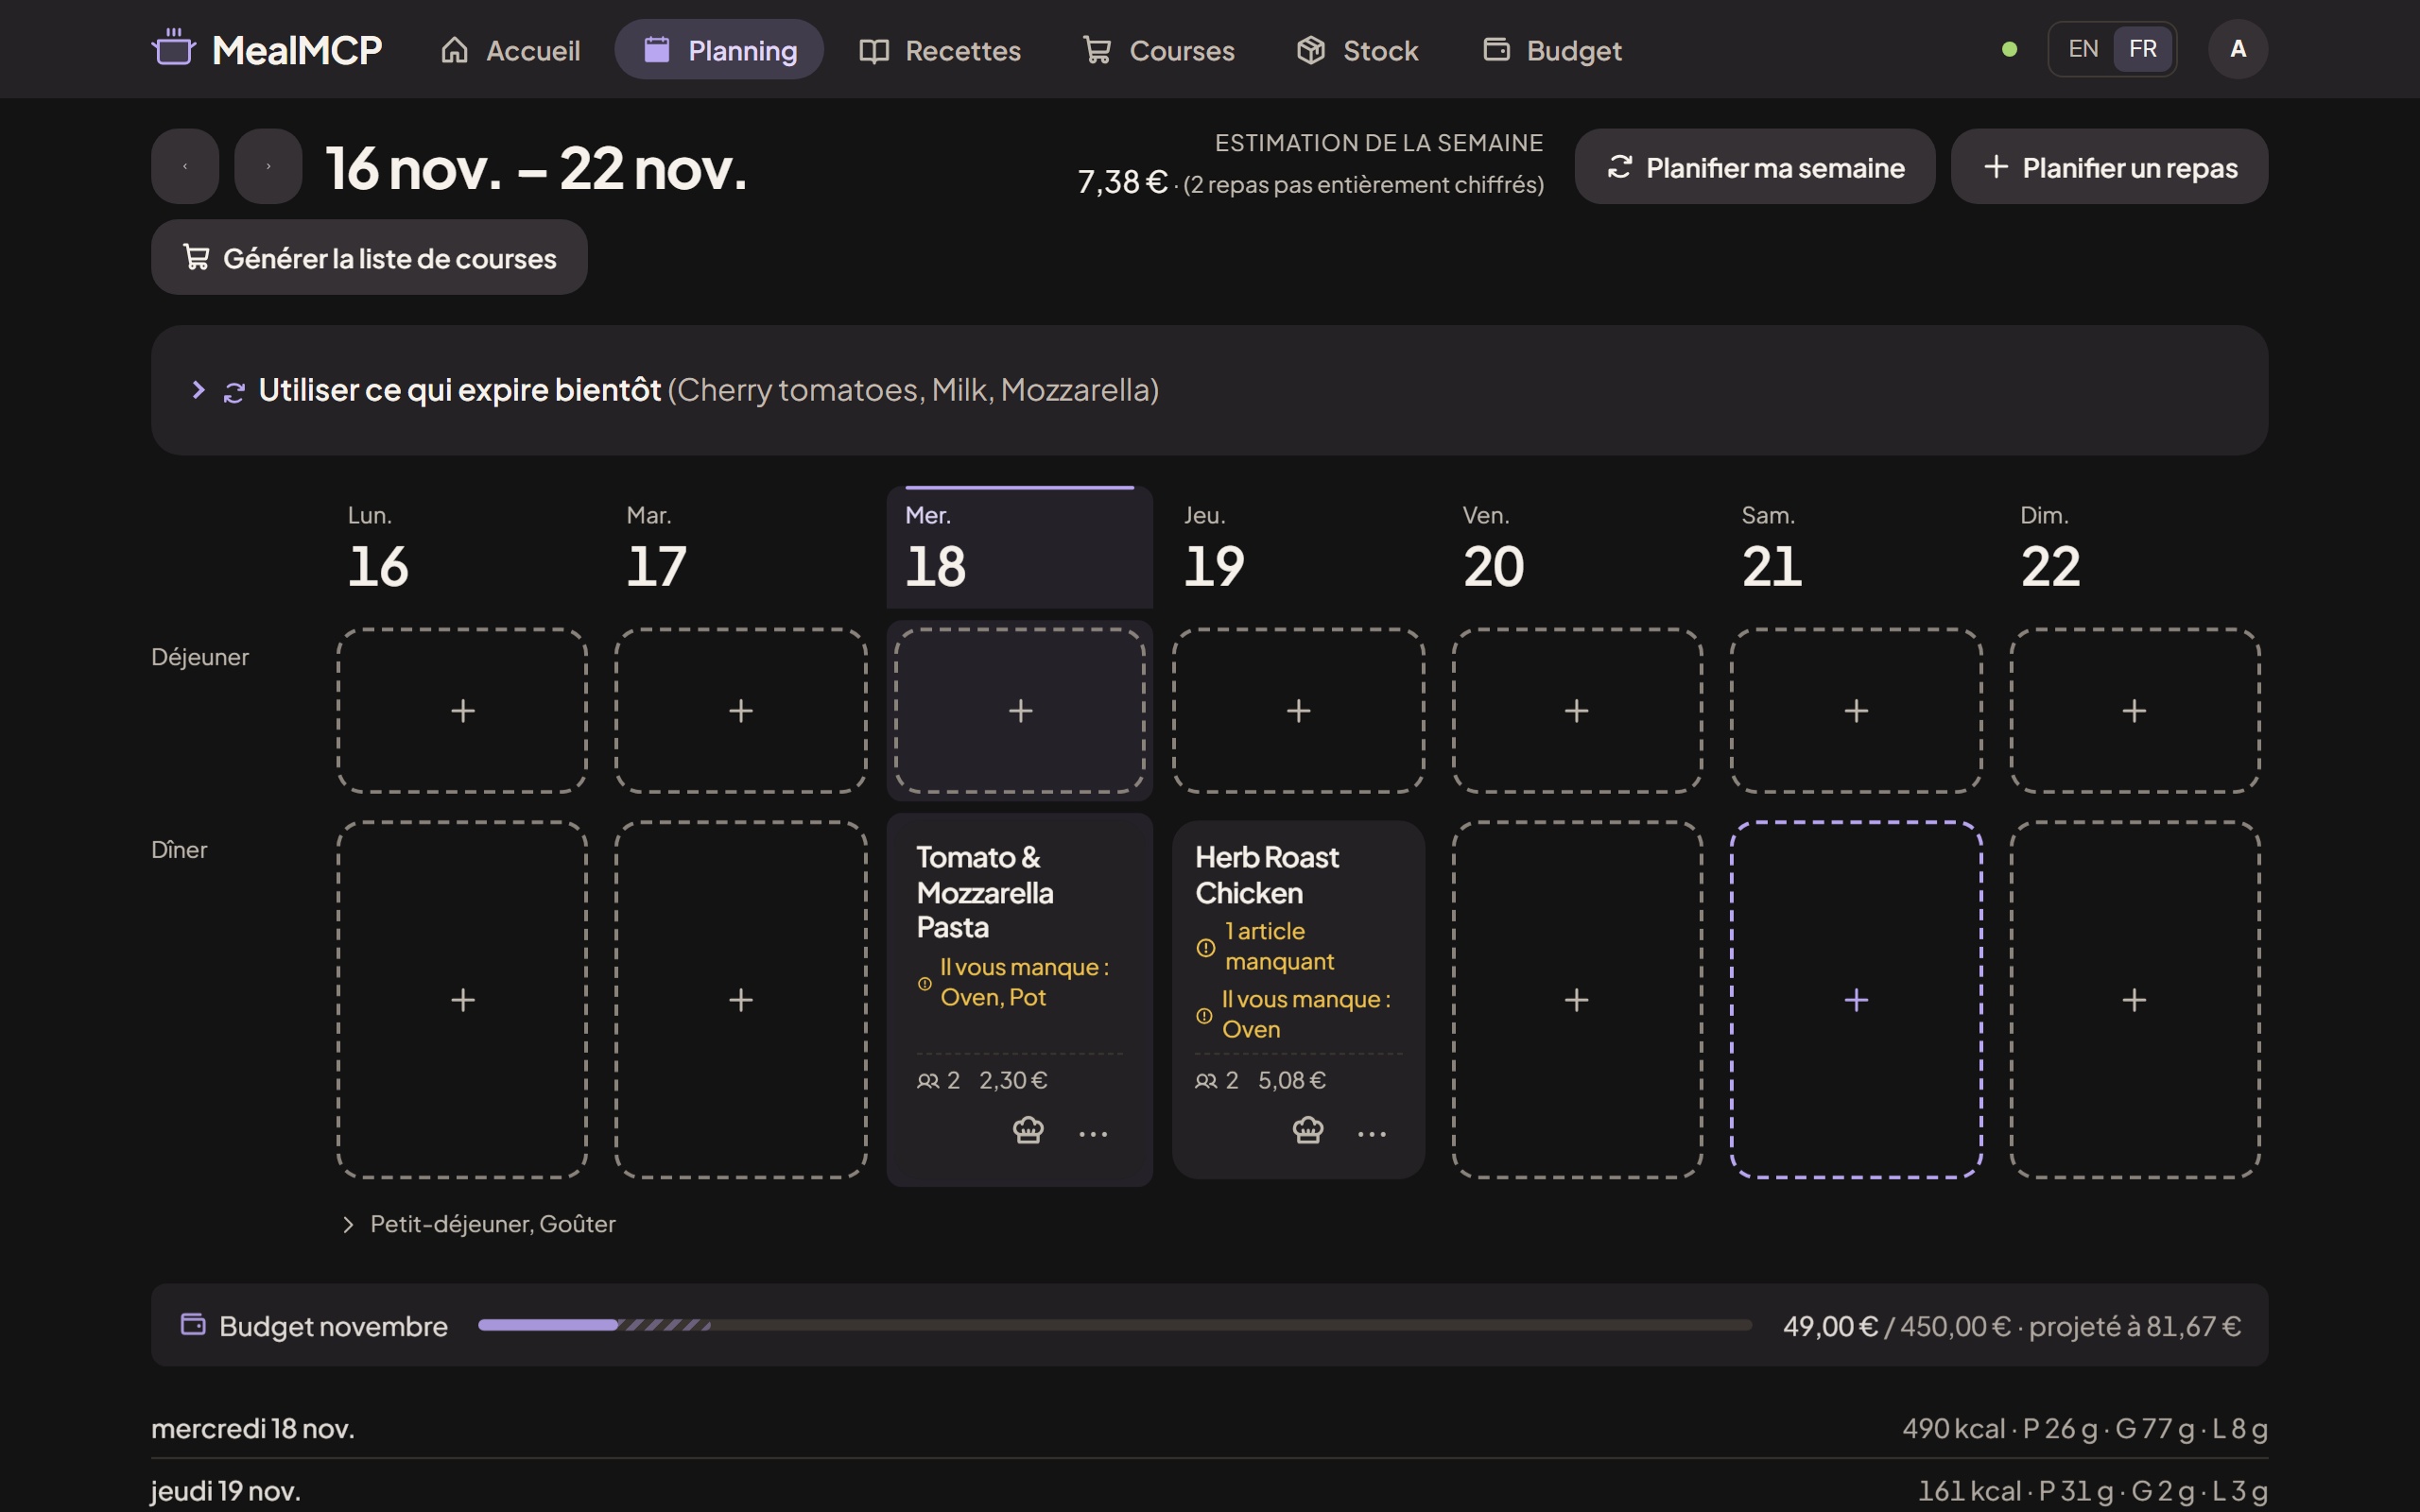 MealMCP
Accueil
Planning
Recettes
Courses
Stock
Budget
EN
FR
A
16 nov. – 22 nov.
ESTIMATION DE LA SEMAINE
7,38 € · (2 repas pas entièrement chiffrés)
Planifier ma semaine
Planifier un repas
Générer la liste de courses
Utiliser ce qui expire bientôt (Cherry tomatoes, Milk, Mozzarella)
Lun.
16
Mar.
17
Mer.
18
Jeu.
19
Ven.
20
Sam.
21
Dim.
22
Déjeuner
Dîner
Tomato &
Mozzarella
Pasta
Il vous manque :
Oven, Pot
2 2,30 €
Herb Roast
Chicken
1 article
manquant
Il vous manque :
Oven
2 5,08 €
Petit-déjeuner, Goûter
Budget novembre
49,00 € / 450,00 € · projeté à 81,67 €
mercredi 18 nov.
490 kcal · P 26 g · G 77 g · L 8 g
jeudi 19 nov.
161 kcal · P 31 g · G 2 g · L 3 g